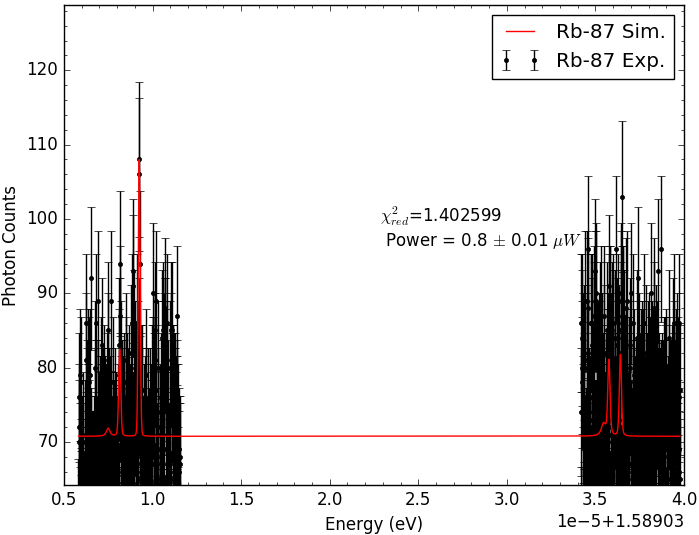 Rb-87 Sim.
Rb-87 Exp.
120
110
100
90
80
70
Photon Counts
χ²red=1.402599
Power = 0.8 ± 0.01 μW
0.5 1.0 1.5 2.0 2.5 3.0 3.5 4.0
Energy (eV)
1e−5+1.58903